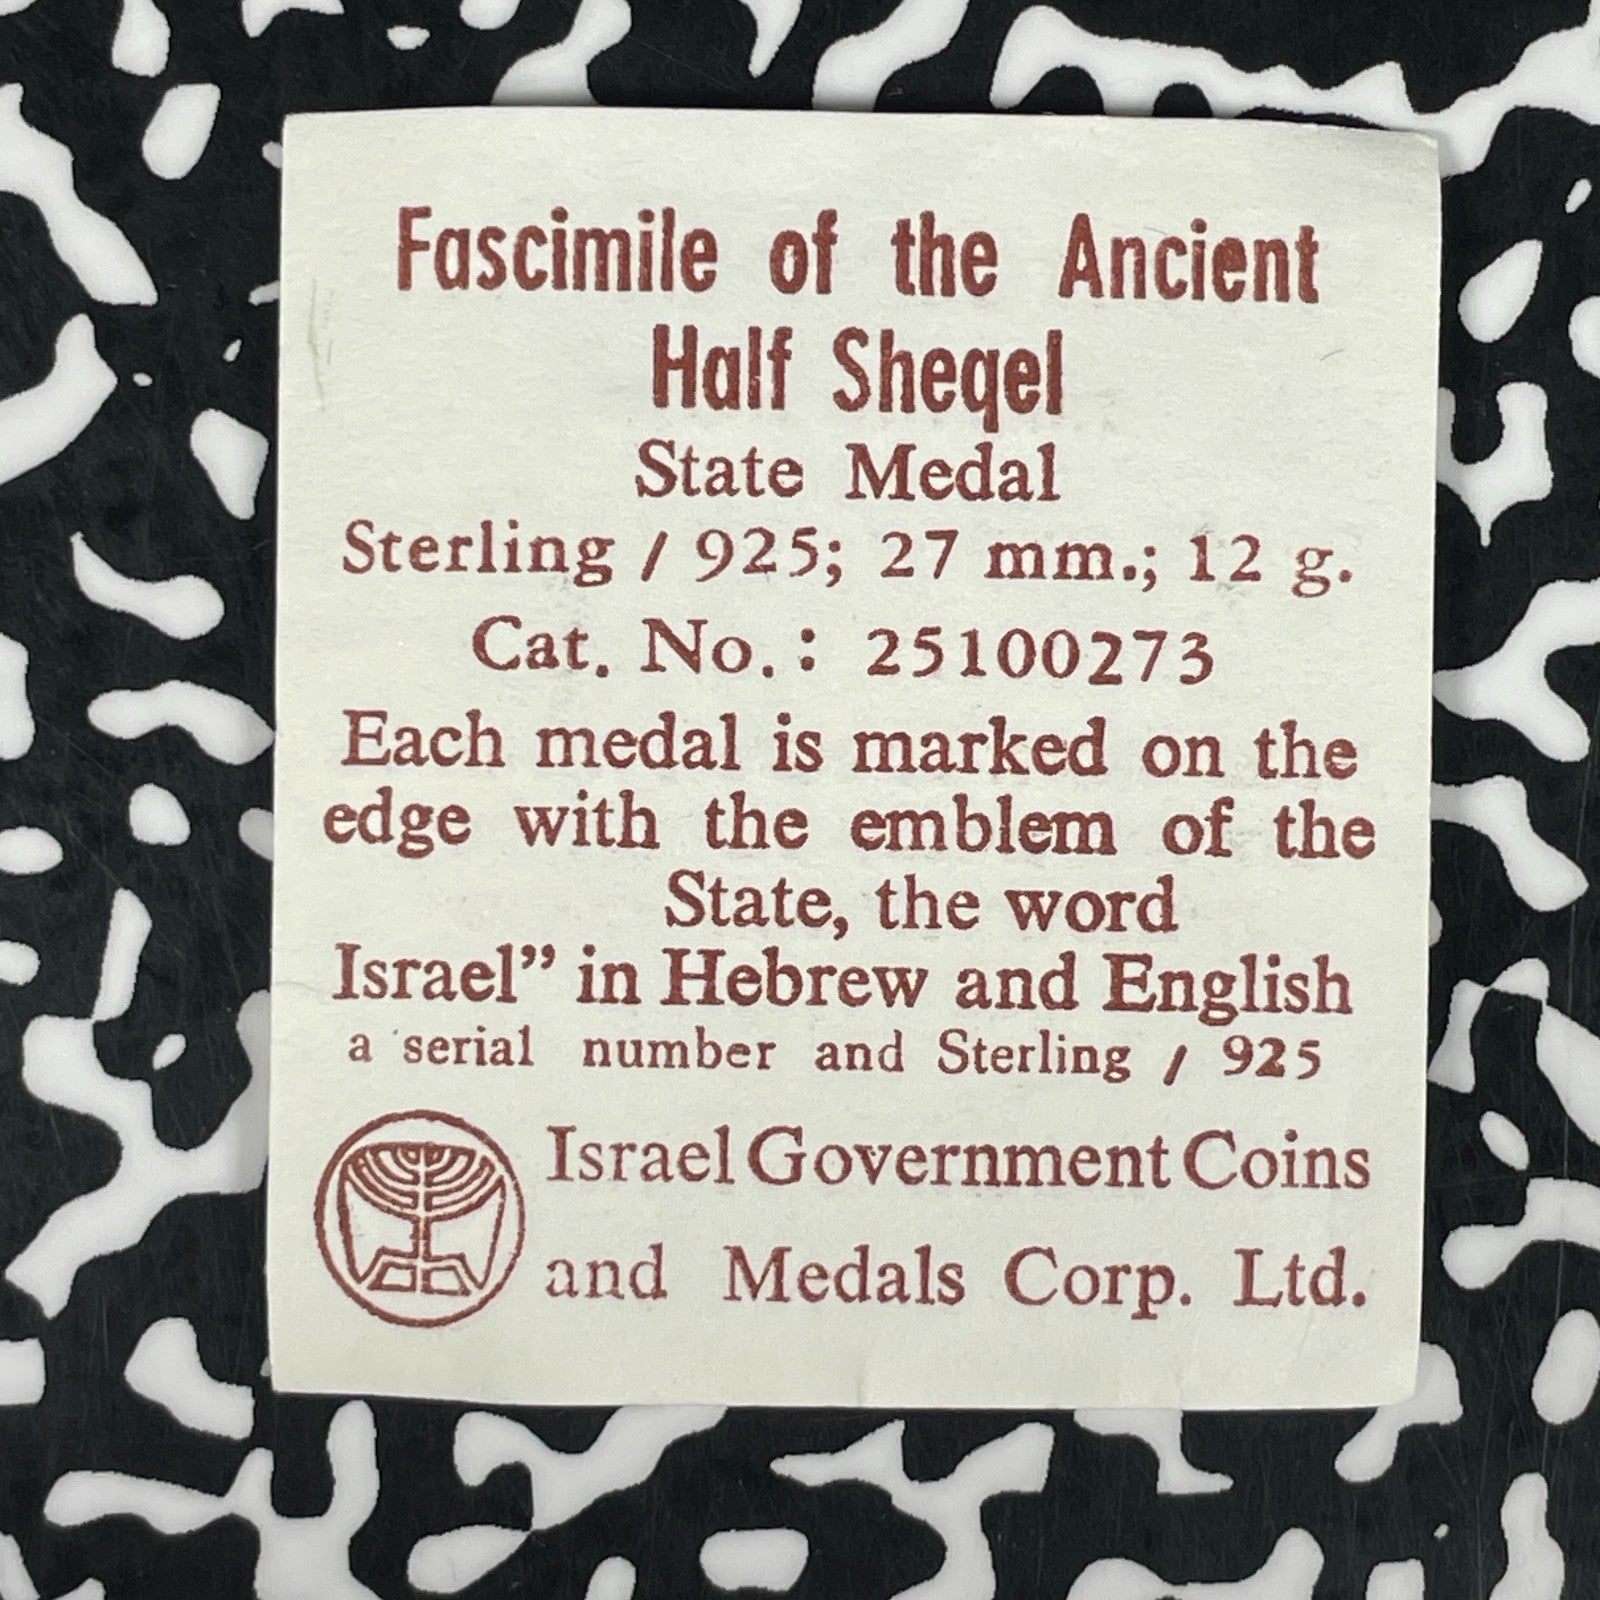 Fascimile of the Ancient
Half Sheqel
State Medal
Sterling / 925; 27 mm.; 12 g.
Cat. No.: 25100273
Each medal is marked on the
edge with the emblem of the
State, the word
Israel” in Hebrew and English
a serial number and Sterling / 925
Israel Government Coins
and Medals Corp. Ltd.